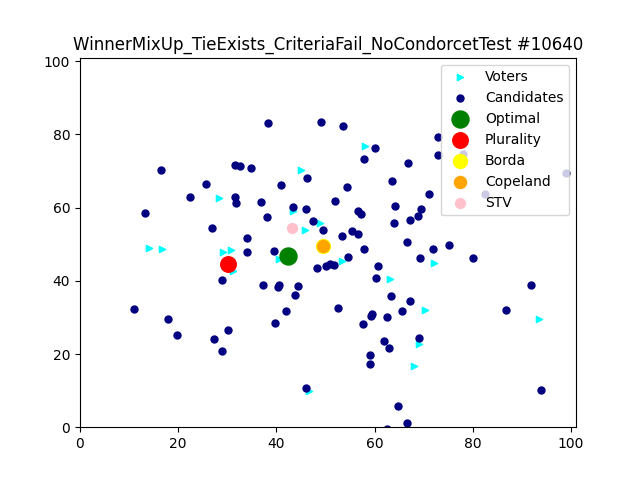 WinnerMixUp_TieExists_CriteriaFail_NoCondorcetTest #10640
100
80
60
40
20
0
0 20 40 60 80 100
Voters
Candidates
Optimal
Plurality
Borda
Copeland
STV